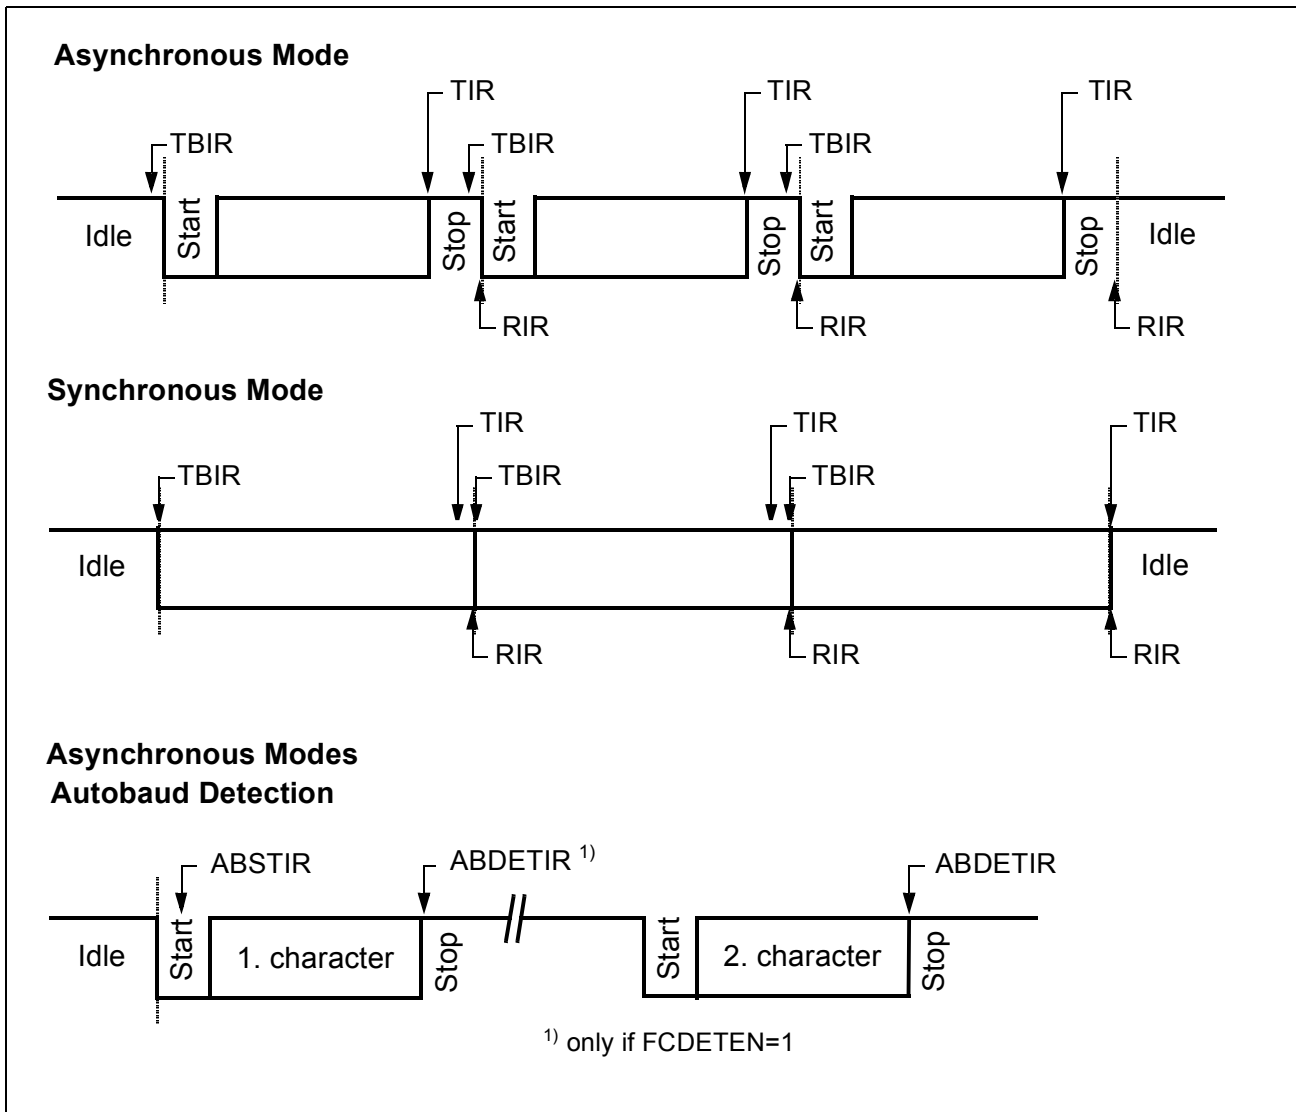 Asynchronous Mode
TIR TIR TIR
TBIR TBIR TBIR
Idle Start Stop Start Stop Start Stop Idle
RIR RIR RIR
Synchronous Mode
TIR TIR TIR
TBIR TBIR TBIR
Idle Idle
RIR RIR RIR
Asynchronous Modes
Autobaud Detection
ABSTIR ABDETIR 1) ABDETIR
Idle Start 1. character Stop Start 2. character Stop
1) only if FCDETEN=1